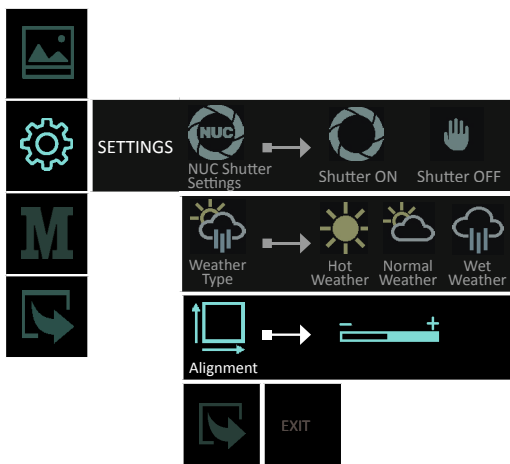 SETTINGS
NUC
NUC Shutter
Settings
Shutter ON
Shutter OFF
M
Weather
Type
Hot
Weather
Normal
Weather
Wet
Weather
- +
Alignment
EXIT